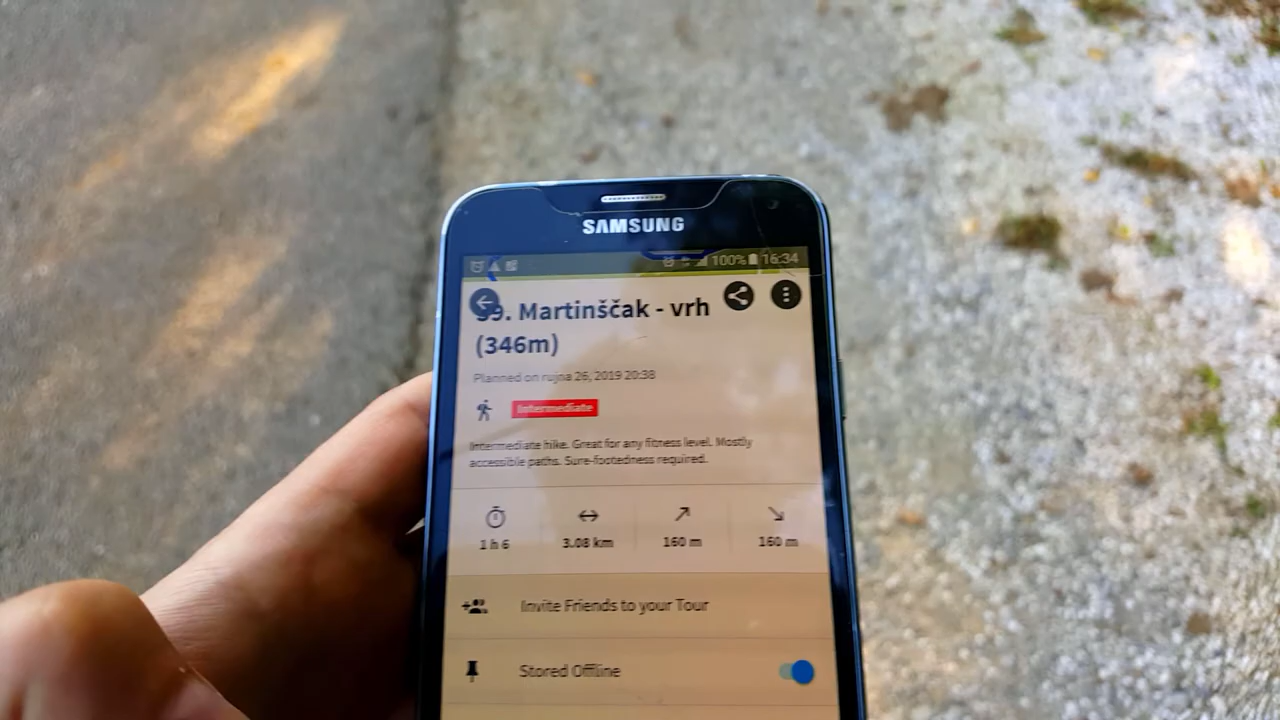 SAMSUNG
100% 16:34
9. Martinščak - vrh
(346m)
Planned on rujna 26, 2019 20:38
Intermediate
Intermediate hike. Great for any fitness level. Mostly
accessible paths. Sure-footedness required.
1 h 6 3.08 km 160 m 160 m
Invite Friends to your Tour
Stored Offline